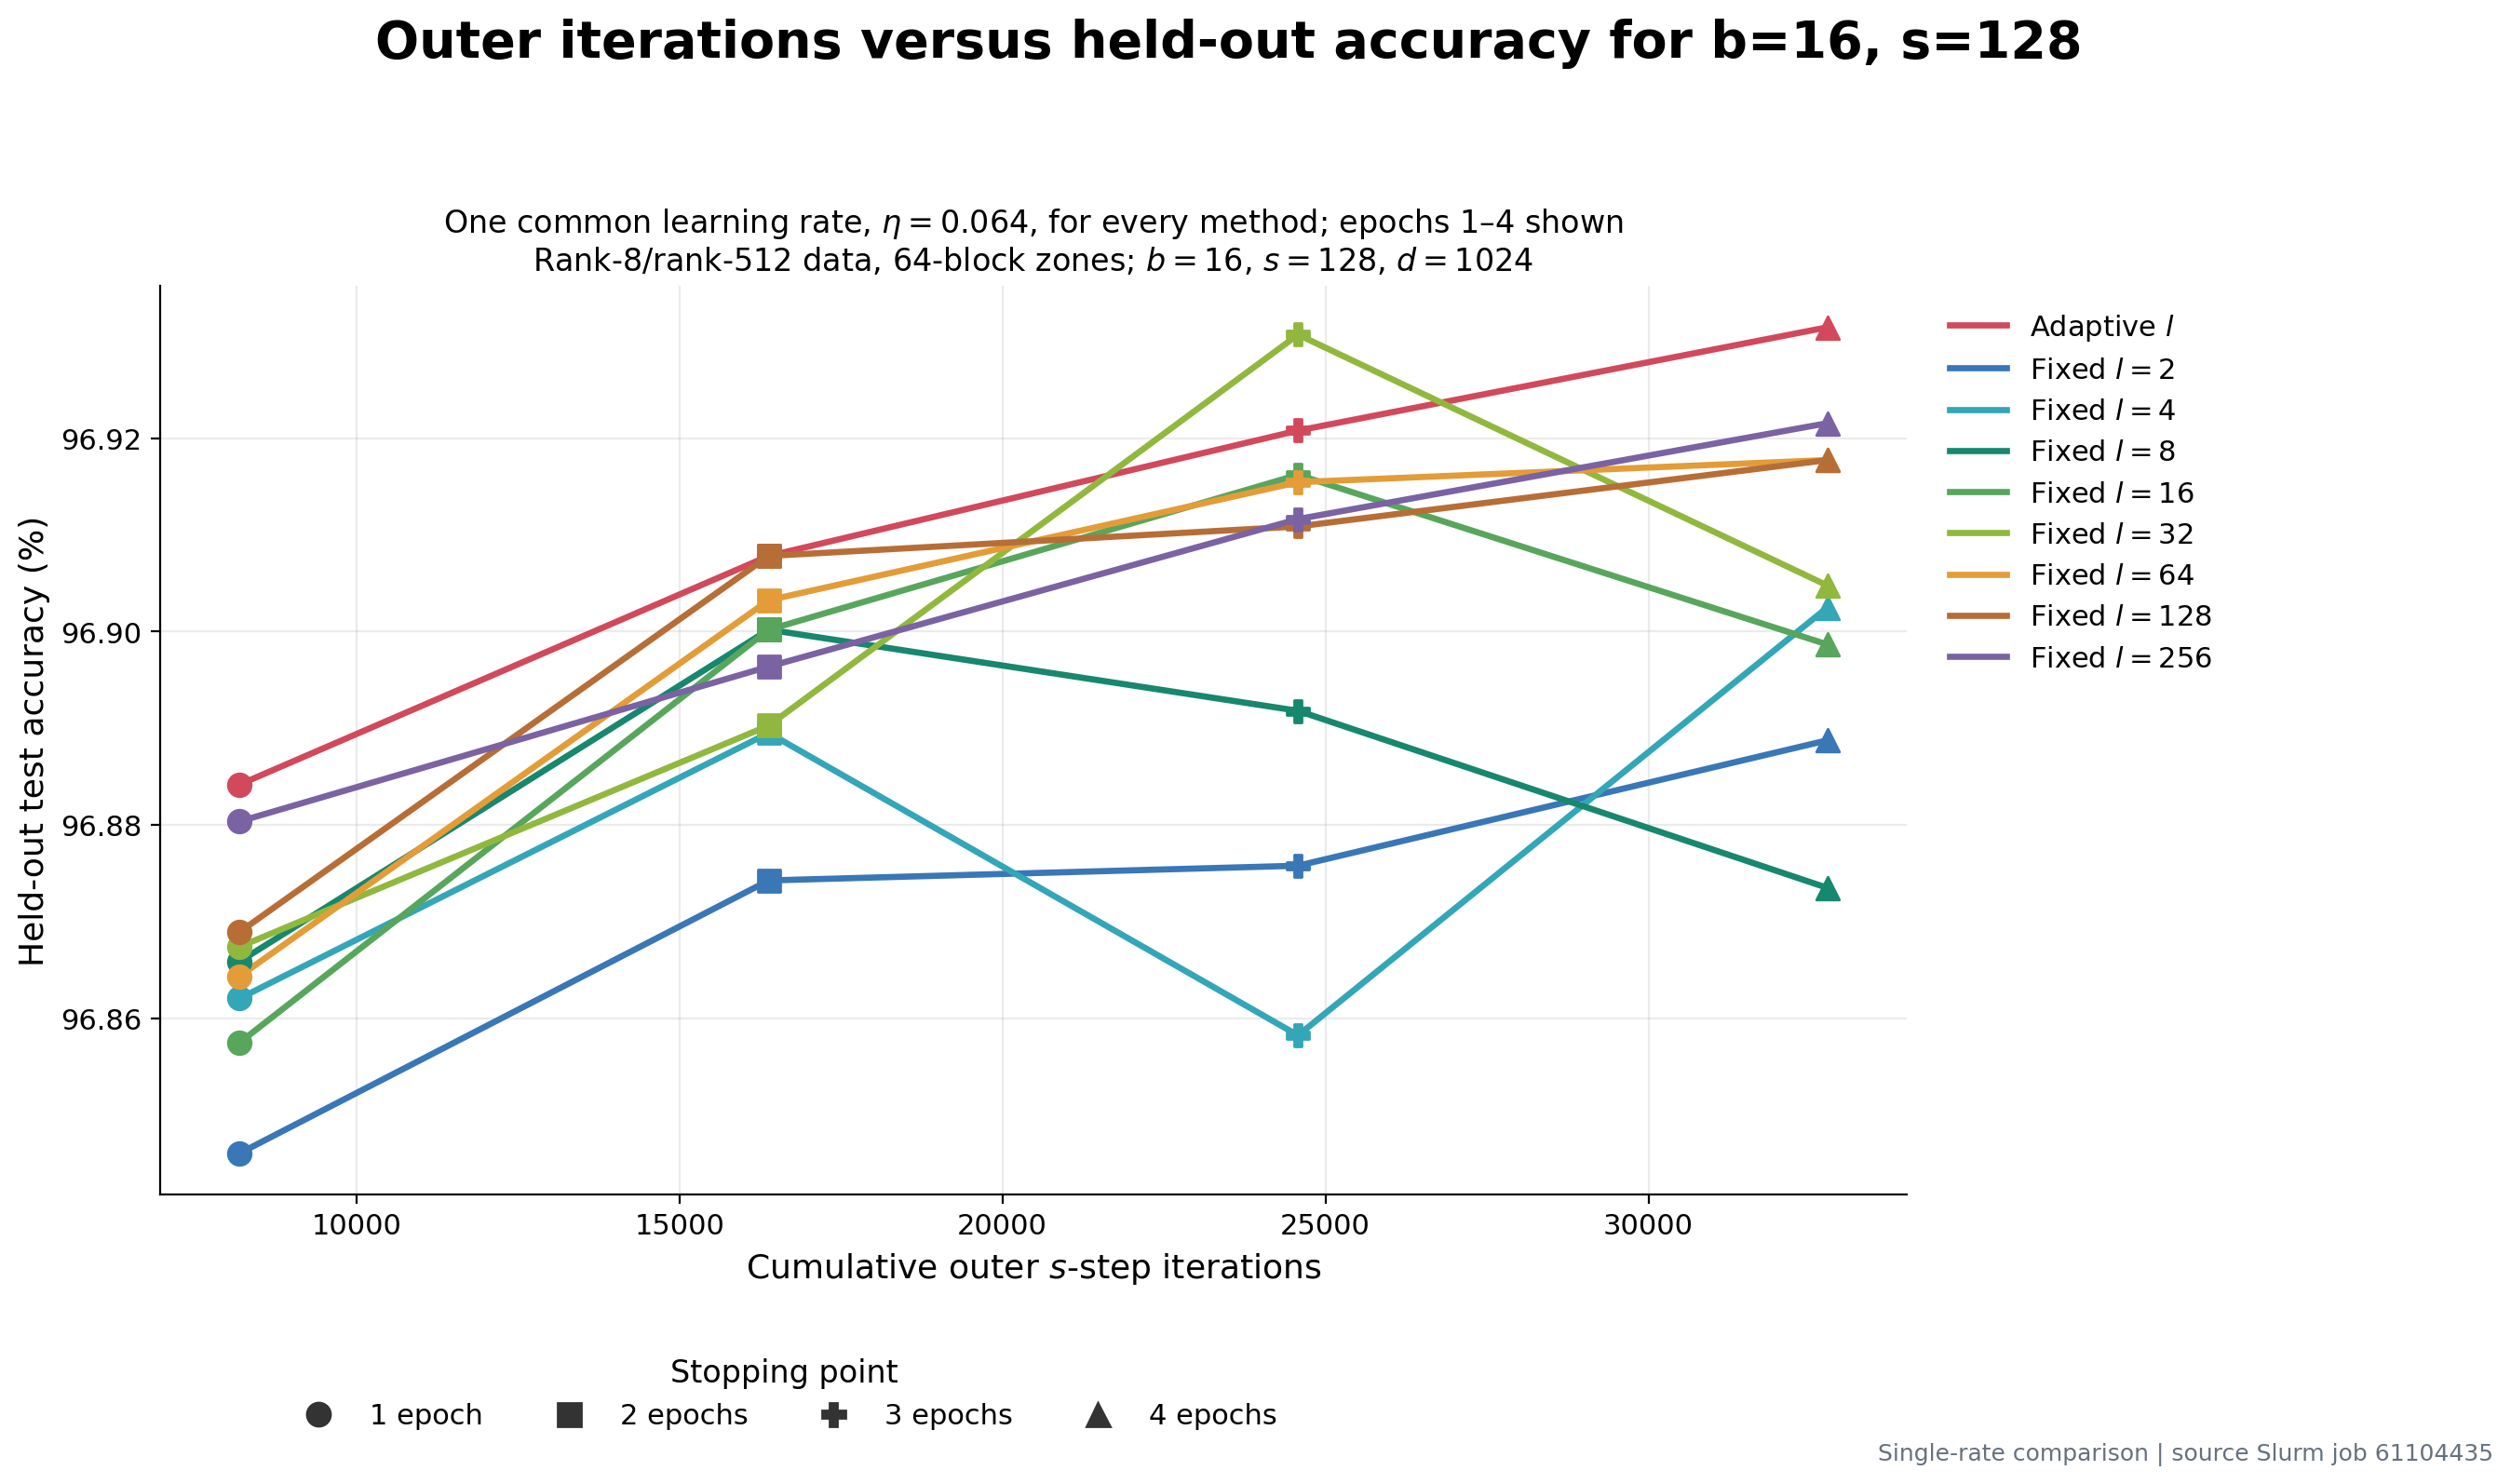 Outer iterations versus held-out accuracy for b=16, s=128
One common learning rate, η = 0.064, for every method; epochs 1–4 shown
Rank-8/rank-512 data, 64-block zones; b = 16, s = 128, d = 1024
Held-out test accuracy (%)
96.92
96.90
96.88
96.86
10000
15000
20000
25000
30000
Cumulative outer s-step iterations
Adaptive l
Fixed l = 2
Fixed l = 4
Fixed l = 8
Fixed l = 16
Fixed l = 32
Fixed l = 64
Fixed l = 128
Fixed l = 256
Stopping point
1 epoch
2 epochs
3 epochs
4 epochs
Single-rate comparison | source Slurm job 61104435